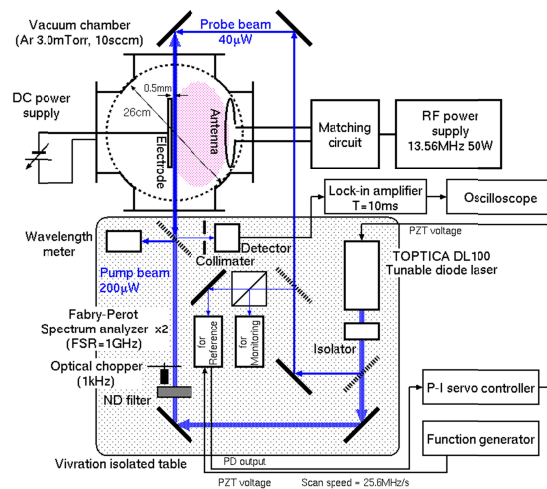 Vacuum chamber
(Ar 3.0mTorr, 10sccm)
Probe beam
40μW
DC power
supply
0.5mm
26cm
Electrode
Antenna
Matching
circuit
RF power
supply
13.56MHz 50W
Lock-in amplifier
T=10ms
Oscilloscope
PZT voltage
Wavelength
meter
Detector
Collimater
TOPTICA DL100
Tunable diode laser
Pump beam
200μW
Fabry-Perot
Spectrum analyzer x2
(FSR=1GHz)
for
Reference
for
Monitoring
Isolator
Optical chopper
(1kHz)
ND filter
P-I servo controller
Function generator
Vivration isolated table
PD output
PZT voltage
Scan speed = 25.6MHz/s